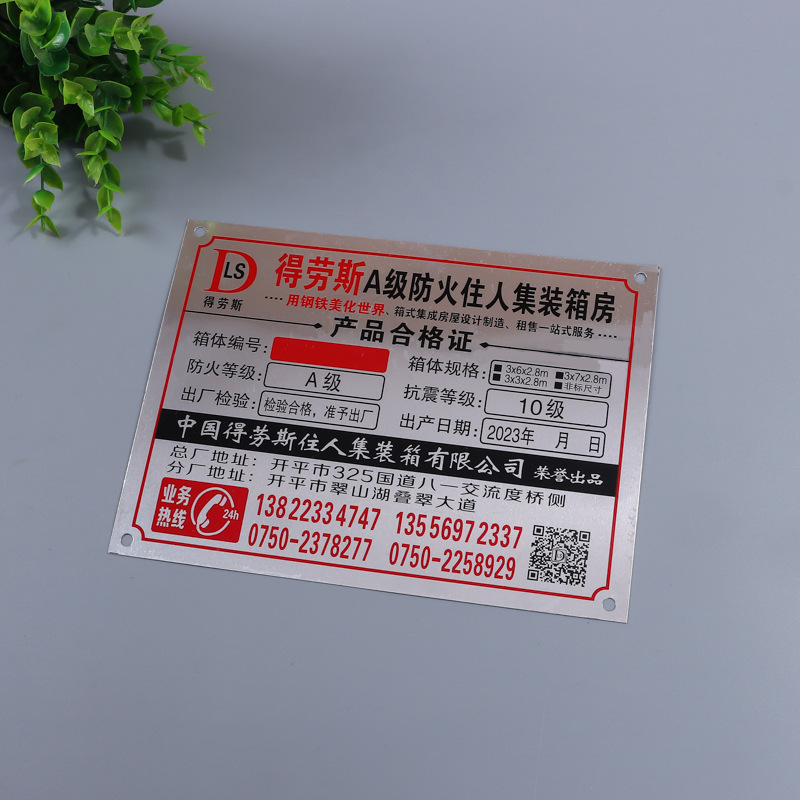 DLS
得劳斯
得劳斯A级防火住人集装箱房
····用钢铁美化世界、箱式集成房屋设计制造、租售一站式服务····
产品合格证
箱体编号:
箱体规格: ■3x6x2.8m ■3x7x2.8m
■3x3x2.8m ■非标尺寸
防火等级: A级
抗震等级: 10级
出厂检验: 检验合格，准予出厂
出产日期: 2023年 月 日
中国得劳斯住人集装箱有限公司 荣誉出品
总厂地址: 开平市325国道八一交流度桥侧
分厂地址: 开平市翠山湖叠翠大道
业务热线
24h
13822334747 13556972337
0750-2378277 0750-2258929